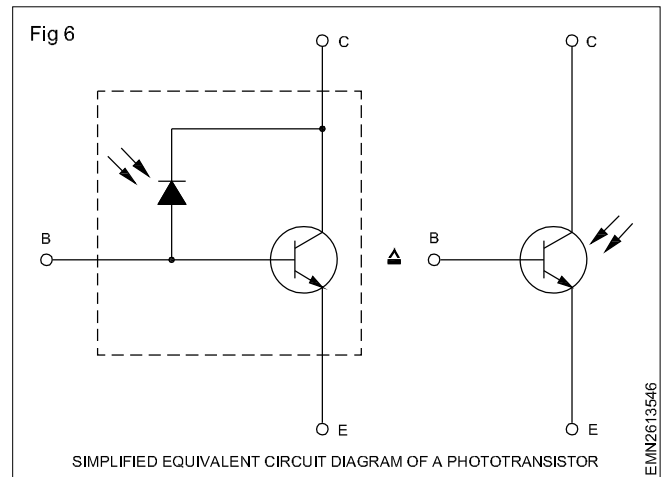 Fig 6
C
C
B
B
E
E
SIMPLIFIED EQUIVALENT CIRCUIT DIAGRAM OF A PHOTOTRANSISTOR
EMN2613546